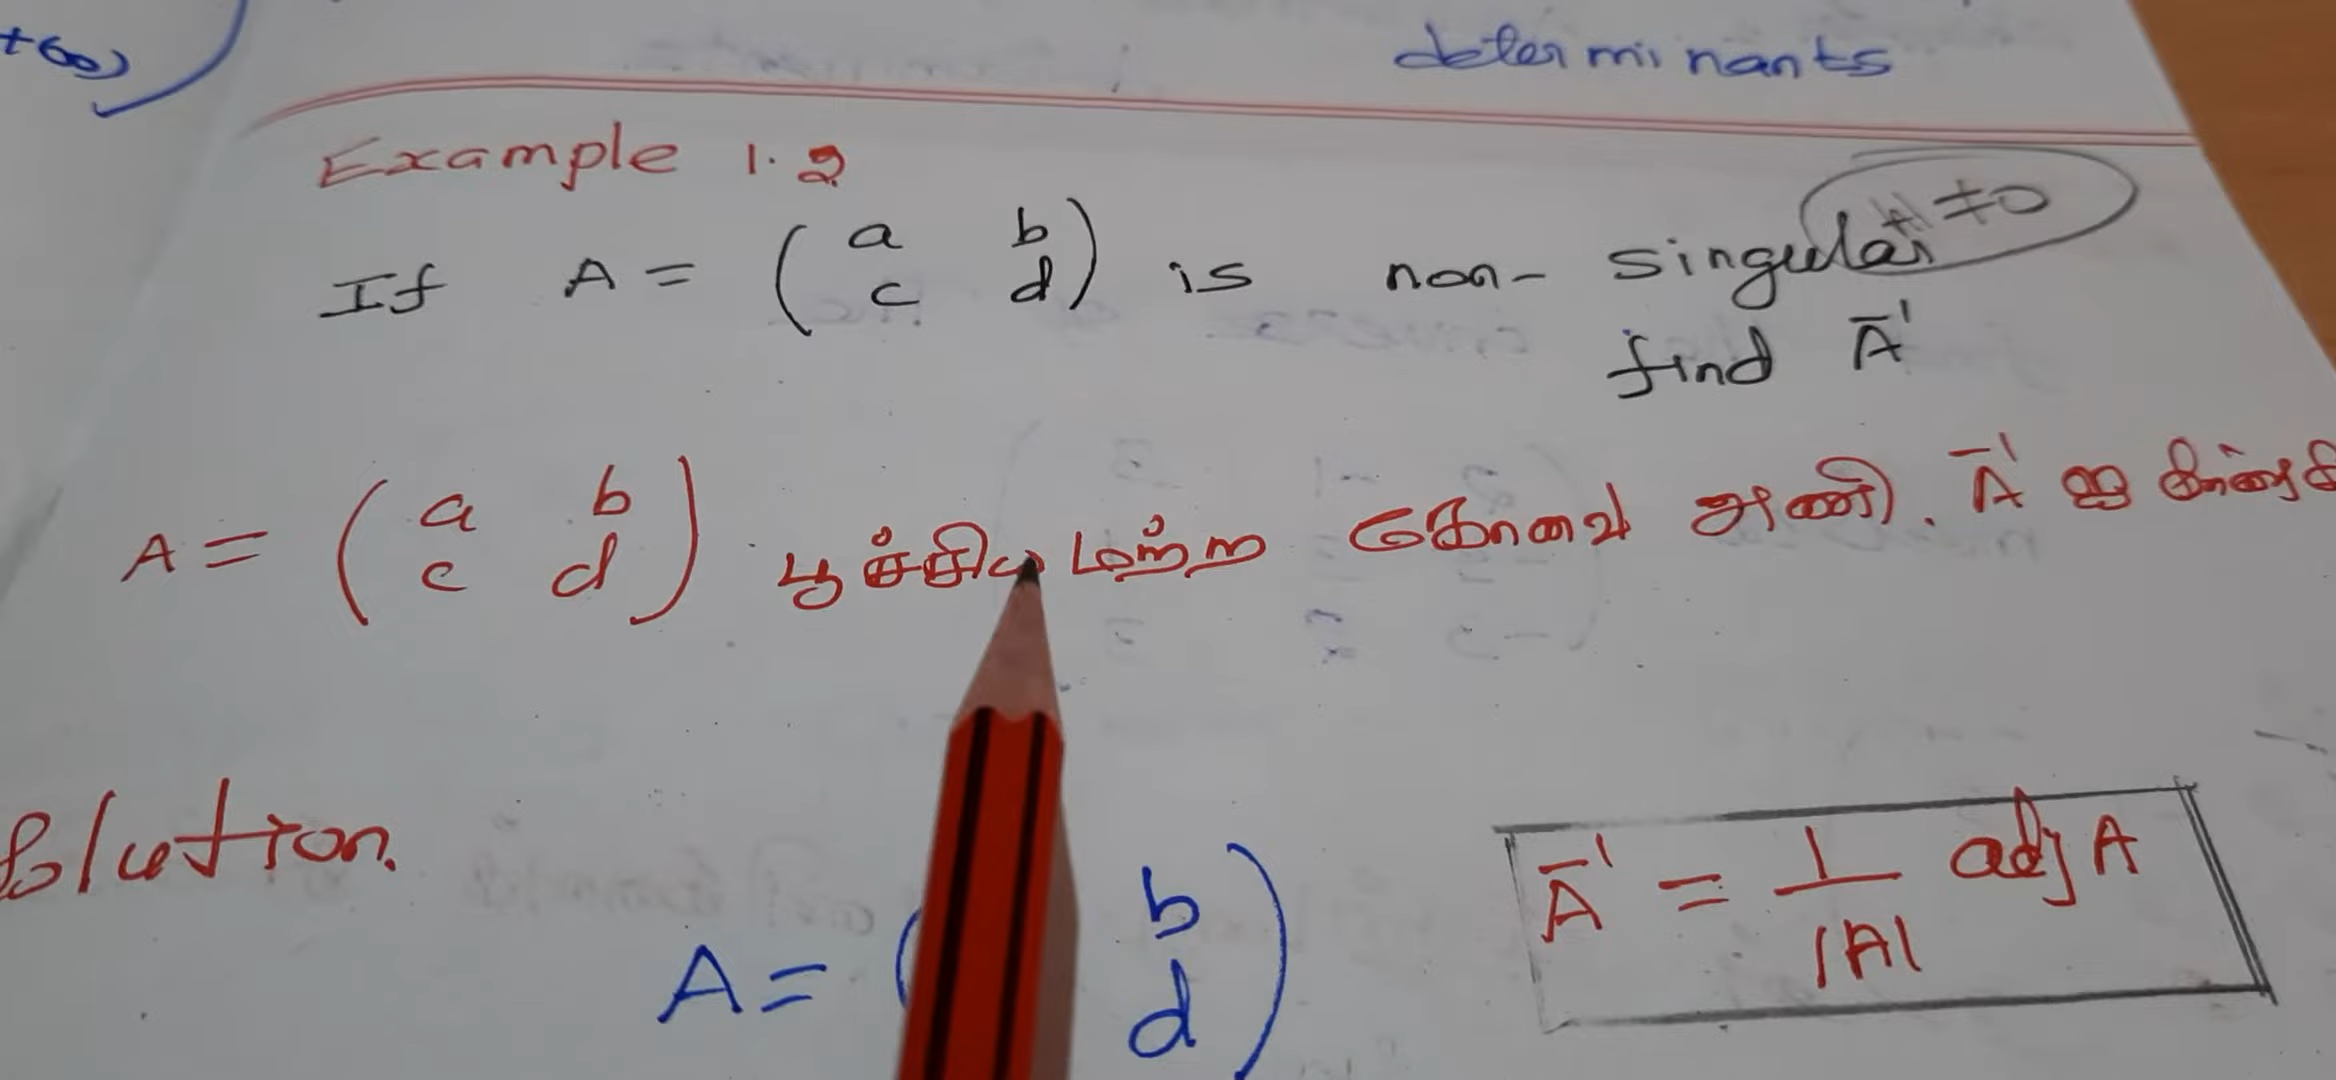 +(∞)
determinants
Example 1.2
|A| ≠ 0
If A = ( a b
c d ) is non-singular
find A⁻¹
A = ( a b
c d ) பூச்சியமற்ற கோவை அணி. A⁻¹ ஐ
Solution.
A = ( b
d )
A⁻¹ = 1/|A| adj A